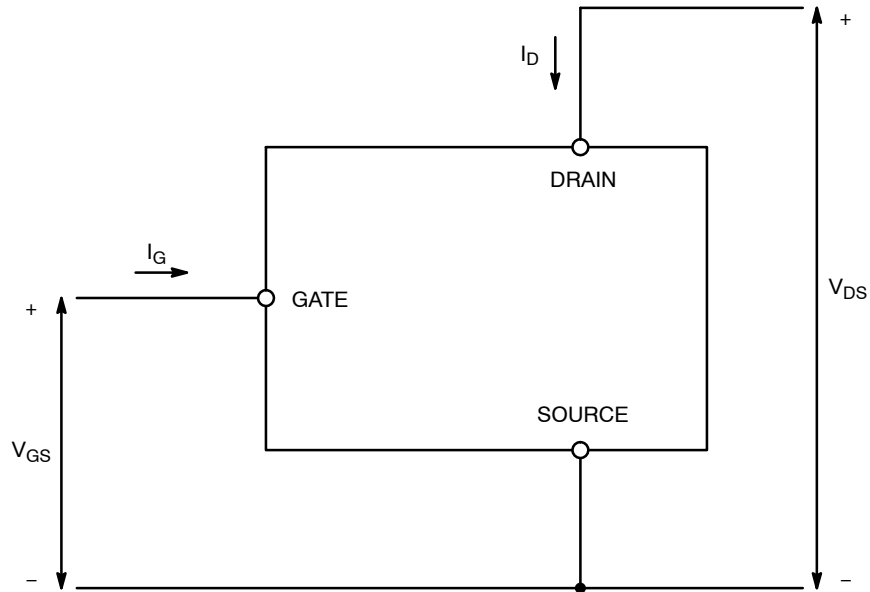 +
I_D
DRAIN
I_G
+
GATE
V_DS
SOURCE
V_GS
−
−